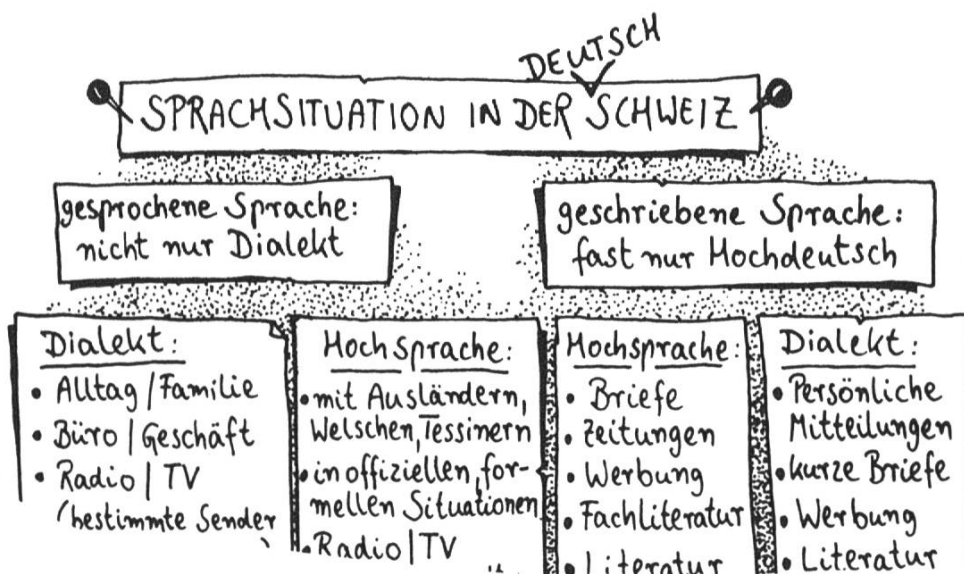 SPRACHSITUATION IN DER DEUTSCHSCHWEIZ
gesprochene Sprache:
nicht nur Dialekt
geschriebene Sprache:
fast nur Hochdeutsch
Dialekt:
• Alltag / Familie
• Büro / Geschäft
• Radio / TV
(bestimmte Sender
Hochsprache:
• mit Ausländern,
Welschen, Tessinern
• in offiziellen, for-
mellen Situationen
• Radio / TV
Hochsprache:
• Briefe
• Zeitungen
• Werbung
• Fachliteratur
• Literatur
Dialekt:
• Persönliche
Mitteilungen
• kurze Briefe
• Werbung
• Literatur